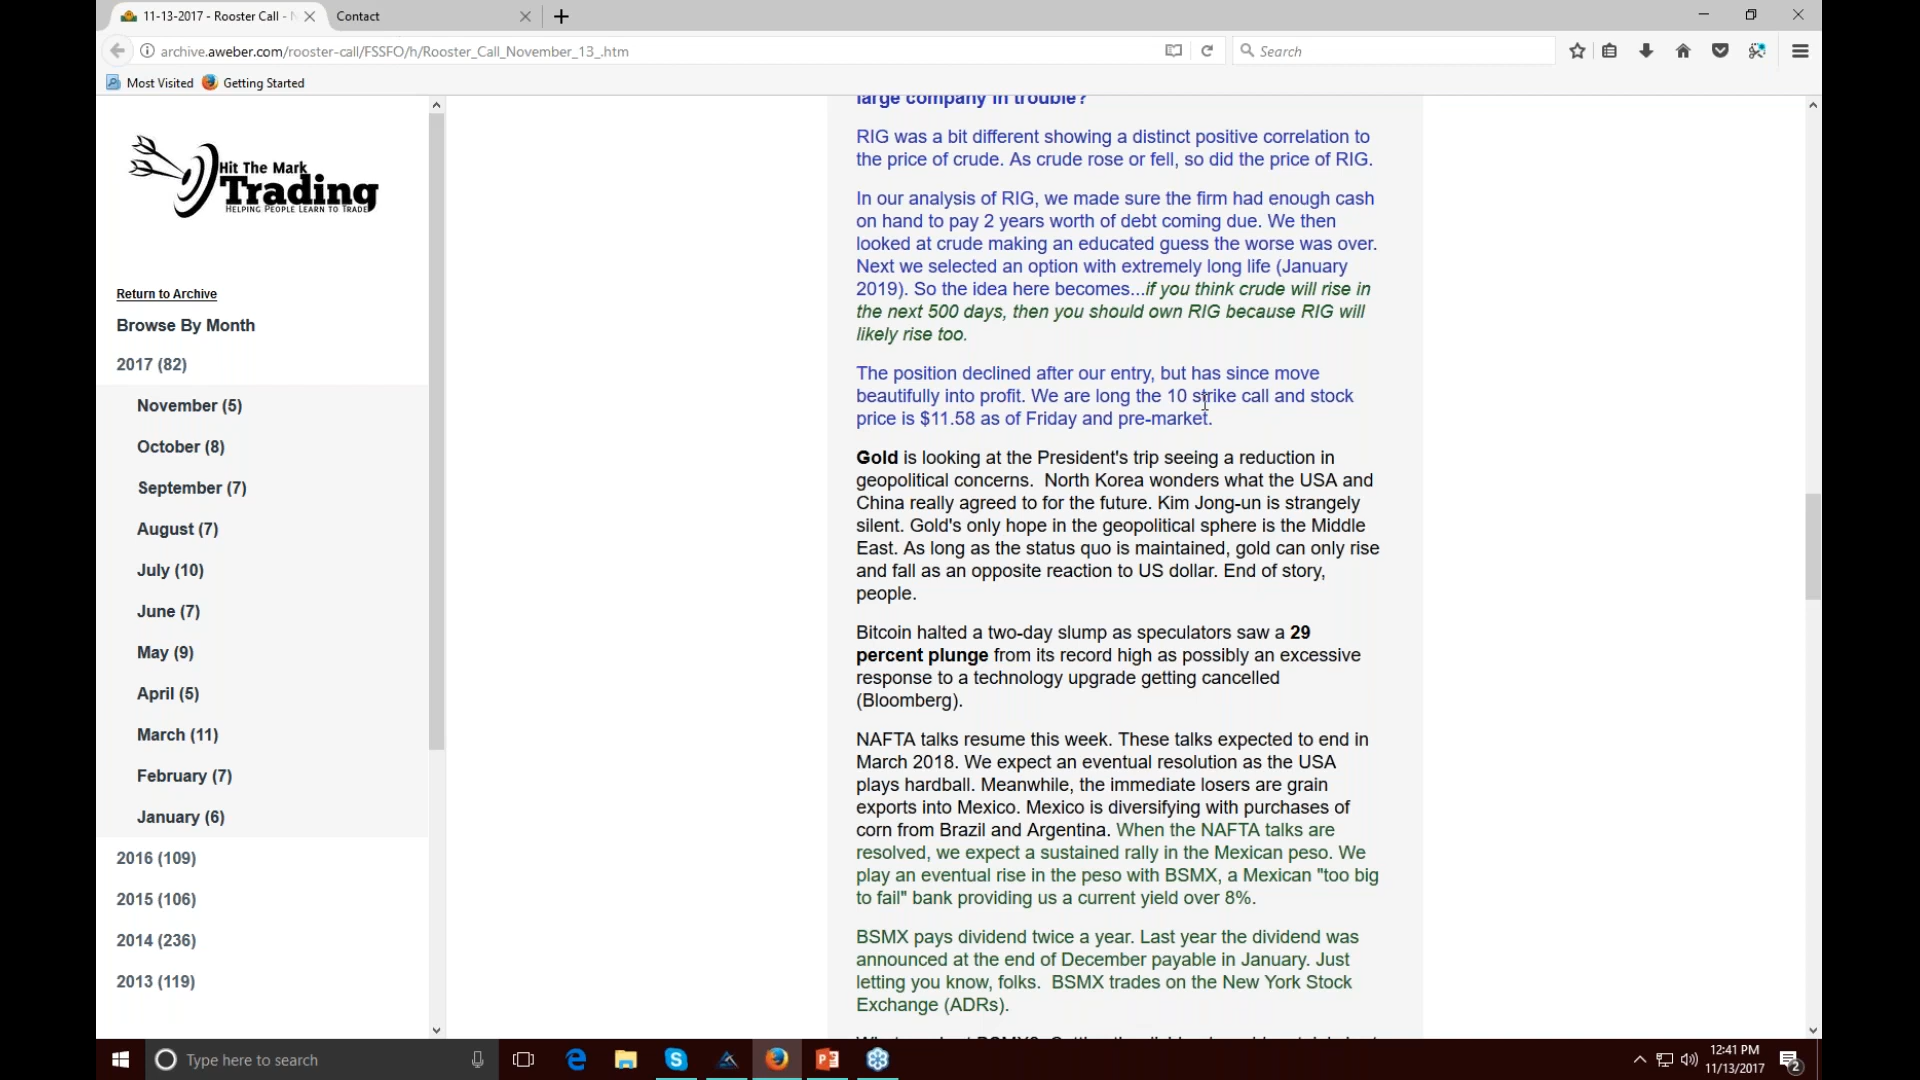 11-13-2017 - Rooster Call -
Contact
archive.aweber.com/rooster-call/FSSFO/h/Rooster_Call_November_13_.htm
Search
Most Visited
Getting Started
Hit The Mark
Trading
HELPING PEOPLE LEARN TO TRADE
Return to Archive
Browse By Month
2017 (82)
November (5)
October (8)
September (7)
August (7)
July (10)
June (7)
May (9)
April (5)
March (11)
February (7)
January (6)
2016 (109)
2015 (106)
2014 (236)
2013 (119)
large company in trouble?
RIG was a bit different showing a distinct positive correlation to
the price of crude. As crude rose or fell, so did the price of RIG.
In our analysis of RIG, we made sure the firm had enough cash
on hand to pay 2 years worth of debt coming due. We then
looked at crude making an educated guess the worse was over.
Next we selected an option with extremely long life (January
2019). So the idea here becomes...if you think crude will rise in
the next 500 days, then you should own RIG because RIG will
likely rise too.
The position declined after our entry, but has since move
beautifully into profit. We are long the 10 strike call and stock
price is $11.58 as of Friday and pre-market.
Gold is looking at the President's trip seeing a reduction in
geopolitical concerns.  North Korea wonders what the USA and
China really agreed to for the future. Kim Jong-un is strangely
silent. Gold's only hope in the geopolitical sphere is the Middle
East. As long as the status quo is maintained, gold can only rise
and fall as an opposite reaction to US dollar. End of story,
people.
Bitcoin halted a two-day slump as speculators saw a 29
percent plunge from its record high as possibly an excessive
response to a technology upgrade getting cancelled
(Bloomberg).
NAFTA talks resume this week. These talks expected to end in
March 2018. We expect an eventual resolution as the USA
plays hardball. Meanwhile, the immediate losers are grain
exports into Mexico. Mexico is diversifying with purchases of
corn from Brazil and Argentina. When the NAFTA talks are
resolved, we expect a sustained rally in the Mexican peso. We
play an eventual rise in the peso with BSMX, a Mexican "too big
to fail" bank providing us a current yield over 8%.
BSMX pays dividend twice a year. Last year the dividend was
announced at the end of December payable in January. Just
letting you know, folks.  BSMX trades on the New York Stock
Exchange (ADRs).
Type here to search
12:41 PM
11/13/2017
2